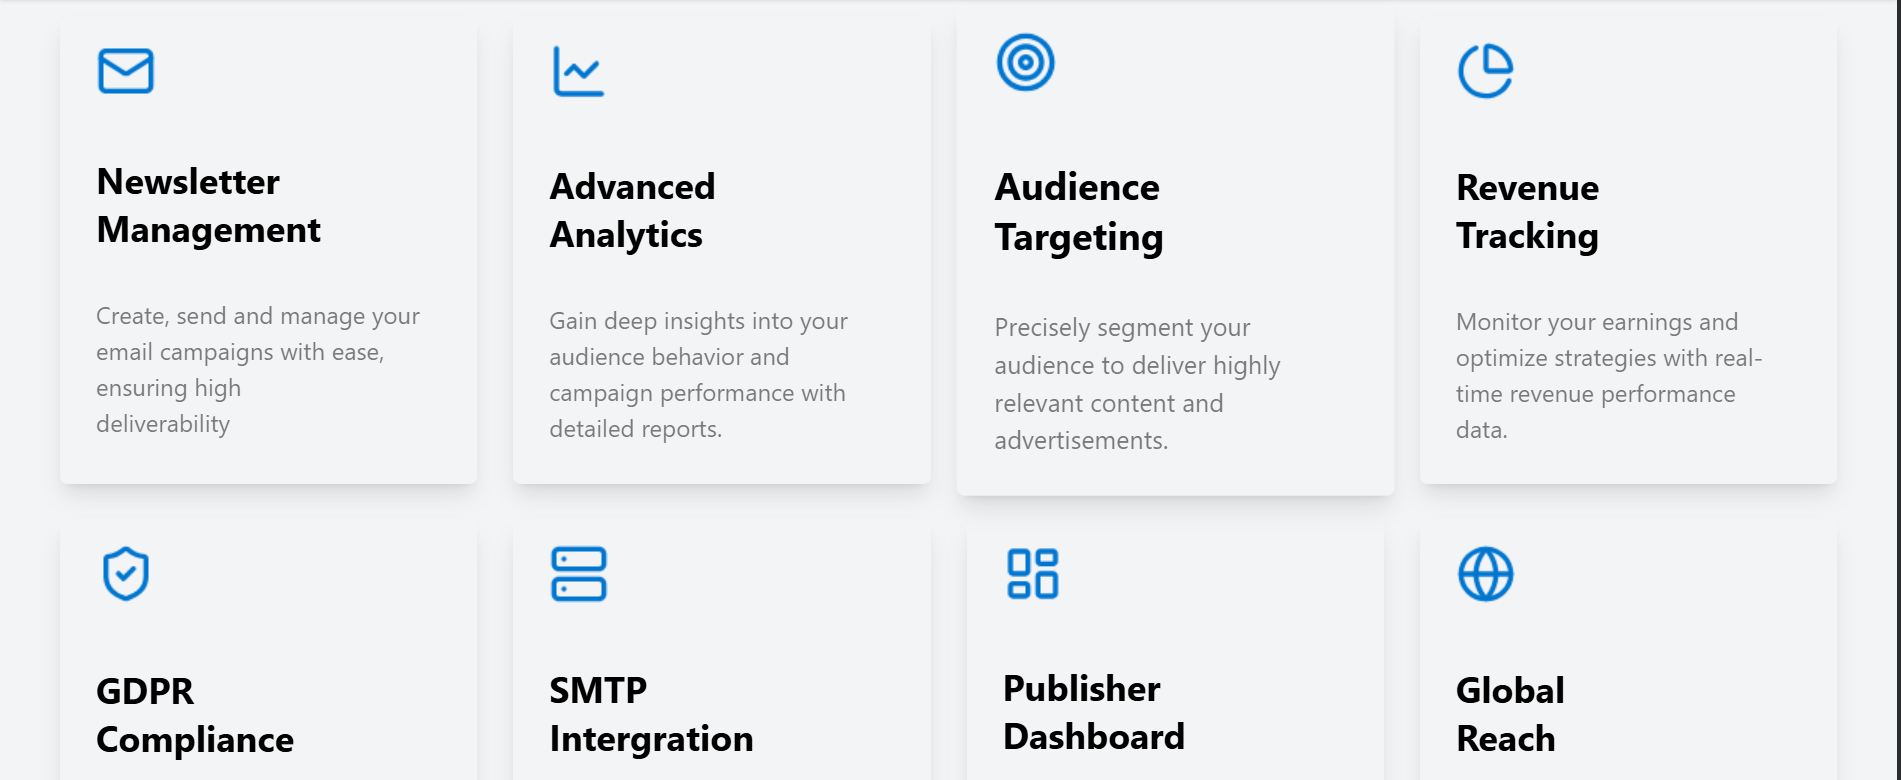 Newsletter
Management
Create, send and manage your
email campaigns with ease,
ensuring high
deliverability
Advanced
Analytics
Gain deep insights into your
audience behavior and
campaign performance with
detailed reports.
Audience
Targeting
Precisely segment your
audience to deliver highly
relevant content and
advertisements.
Revenue
Tracking
Monitor your earnings and
optimize strategies with real-
time revenue performance
data.
GDPR
Compliance
SMTP
Intergration
Publisher
Dashboard
Global
Reach